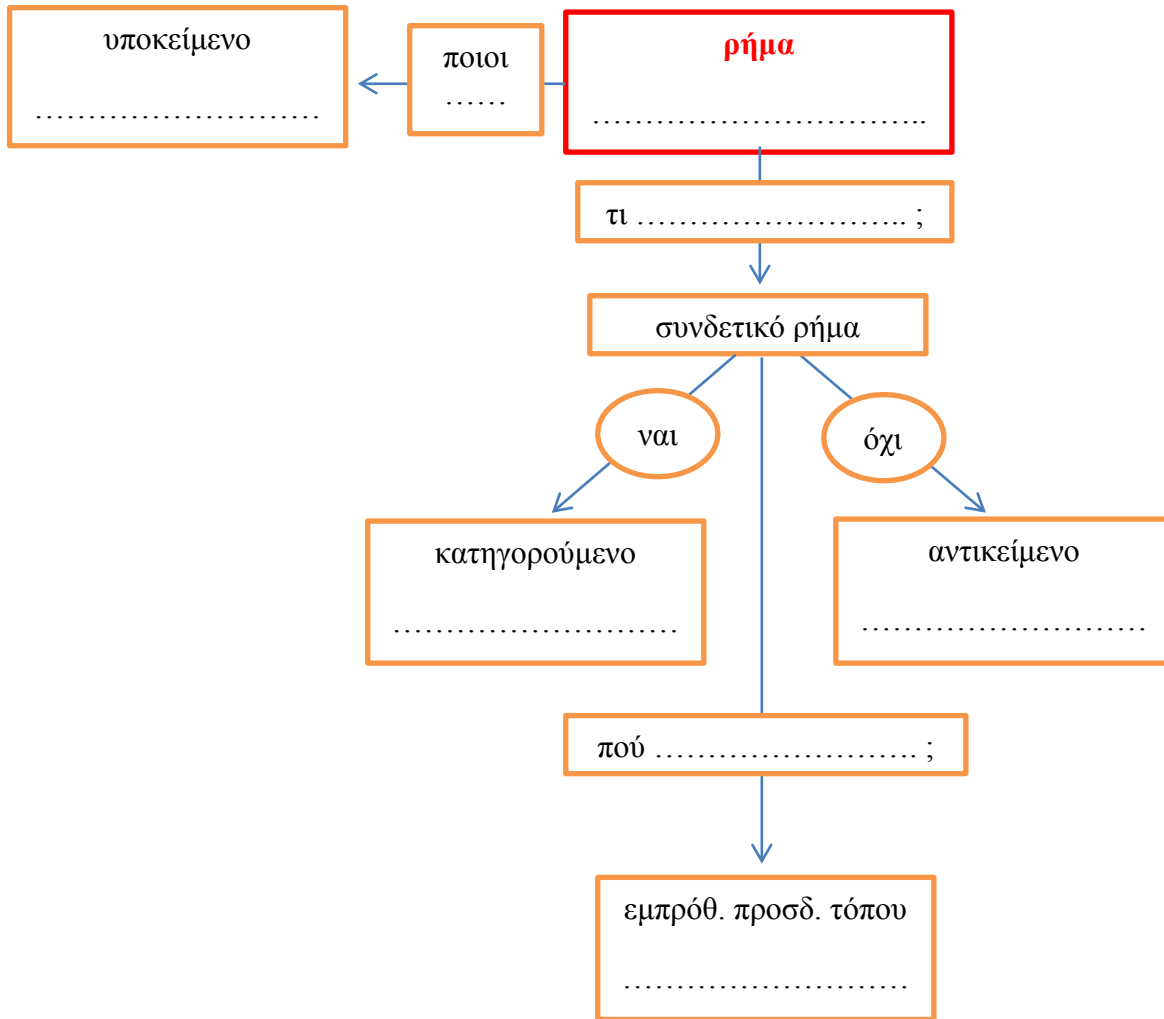 υποκείμενο
………………………
ποιοι
……
ρήμα
…………………………..
τι …………………….. ;
συνδετικό ρήμα
ναι
όχι
κατηγορούμενο
………………………
αντικείμενο
………………………
πού ……………………. ;
εμπρόθ. προσδ. τόπου
………………………